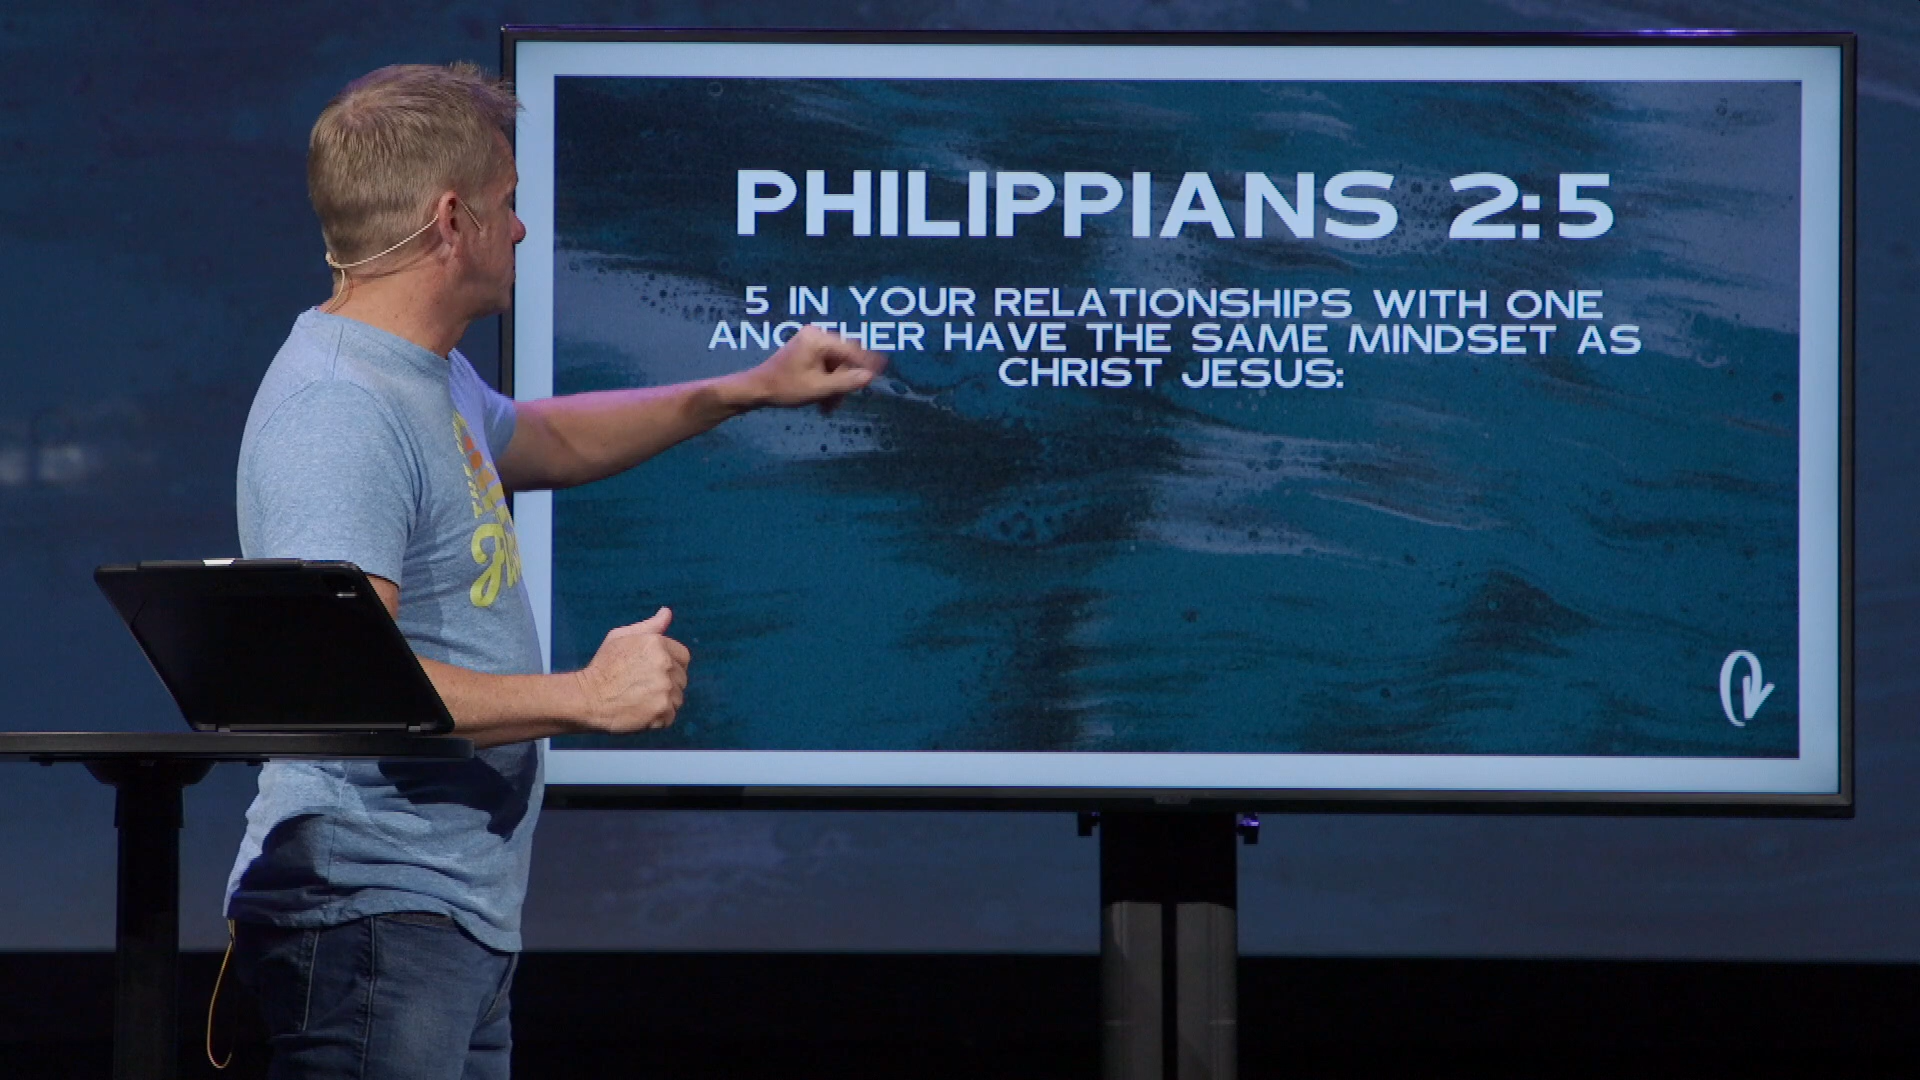 PHILIPPIANS 2:5
5 IN YOUR RELATIONSHIPS WITH ONE
ANOTHER HAVE THE SAME MINDSET AS
CHRIST JESUS: